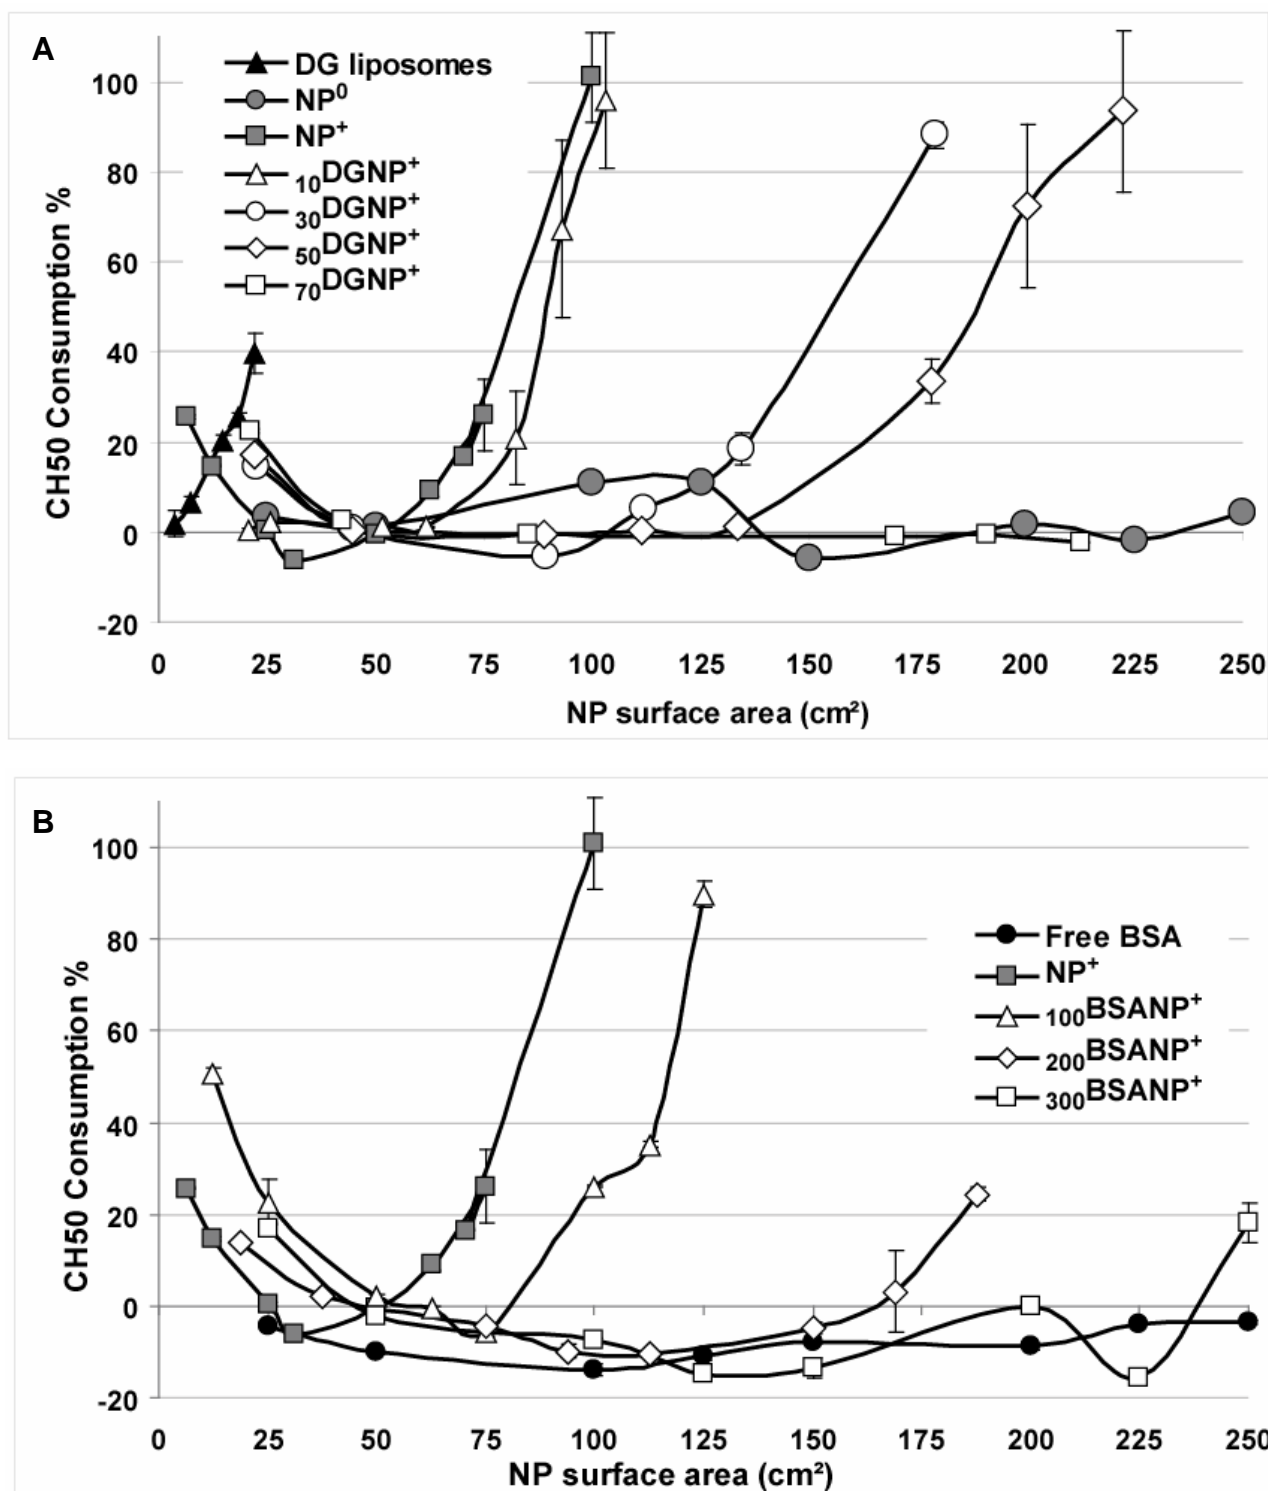 A
DG liposomes
NP⁰
NP⁺
₁₀DGNP⁺
₃₀DGNP⁺
₅₀DGNP⁺
₇₀DGNP⁺
CH50 Consumption %
100
80
60
40
20
0
-20
0 25 50 75 100 125 150 175 200 225 250
NP surface area (cm²)
B
Free BSA
NP⁺
₁₀₀BSANP⁺
₂₀₀BSANP⁺
₃₀₀BSANP⁺
CH50 Consumption %
100
80
60
40
20
0
-20
0 25 50 75 100 125 150 175 200 225 250
NP surface area (cm²)